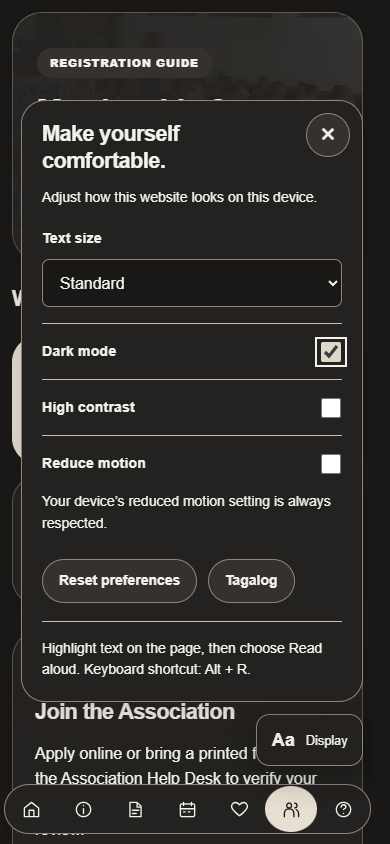 REGISTRATION GUIDE
Make yourself
comfortable.
Adjust how this website looks on this device.
Text size
Standard
Dark mode
High contrast
Reduce motion
Your device's reduced motion setting is always
respected.
Reset preferences
Tagalog
Highlight text on the page, then choose Read
aloud. Keyboard shortcut: Alt + R.
Join the Association
Aa Display
Apply online or bring a printed
the Association Help Desk to verify your